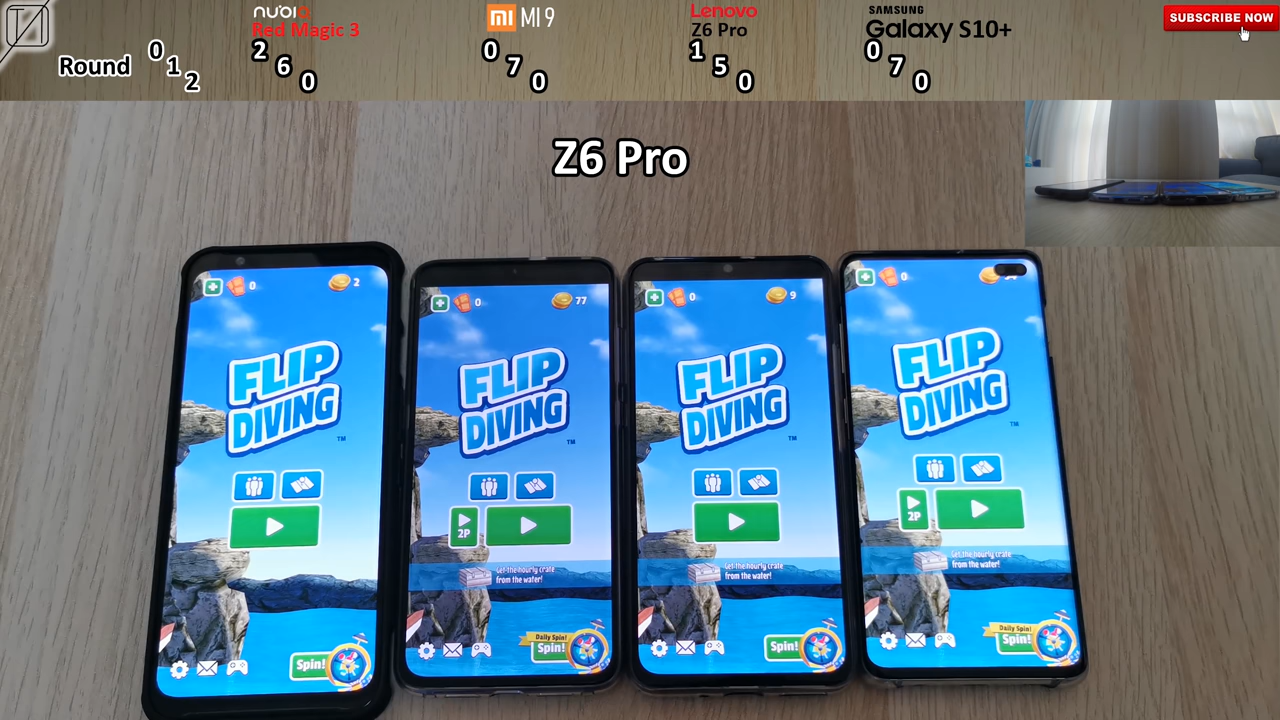 nubia
Red Magic 3
MI 9
Lenovo
Z6 Pro
SAMSUNG
Galaxy S10+
SUBSCRIBE NOW
Round
0 1 2
2 6 0
0 7 0
1 5 0
0 7 0
Z6 Pro
0
2
FLIP
DIVING
TM
Spin!
0
77
FLIP
DIVING
TM
2P
Get the hourly crate
from the water!
Daily Spin!
Spin!
0
9
FLIP
DIVING
TM
Get the hourly crate
from the water!
Spin!
0
FLIP
DIVING
TM
2P
Get the hourly crate
from the water!
Daily Spin!
Spin!